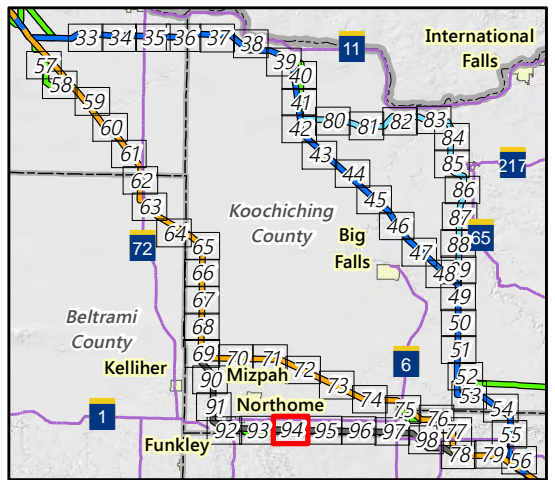 33 34 35 36 37 38 39 40 41 42
11
International
Falls
57 58 59 60 61 62 63 64 65 66 67 68 69
80 81 82 83 84 85 86 87 88 89
217
43 44 45 46 47 48 49 50 51 52 53 54 55 56
65
Koochiching
County
Big
Falls
72
Beltrami
County
6
70 71 72 73 74 75 76 77 78 79
Kelliher
Mizpah
Northome
1
Funkley
90 91 92 93 94 95 96 97 98